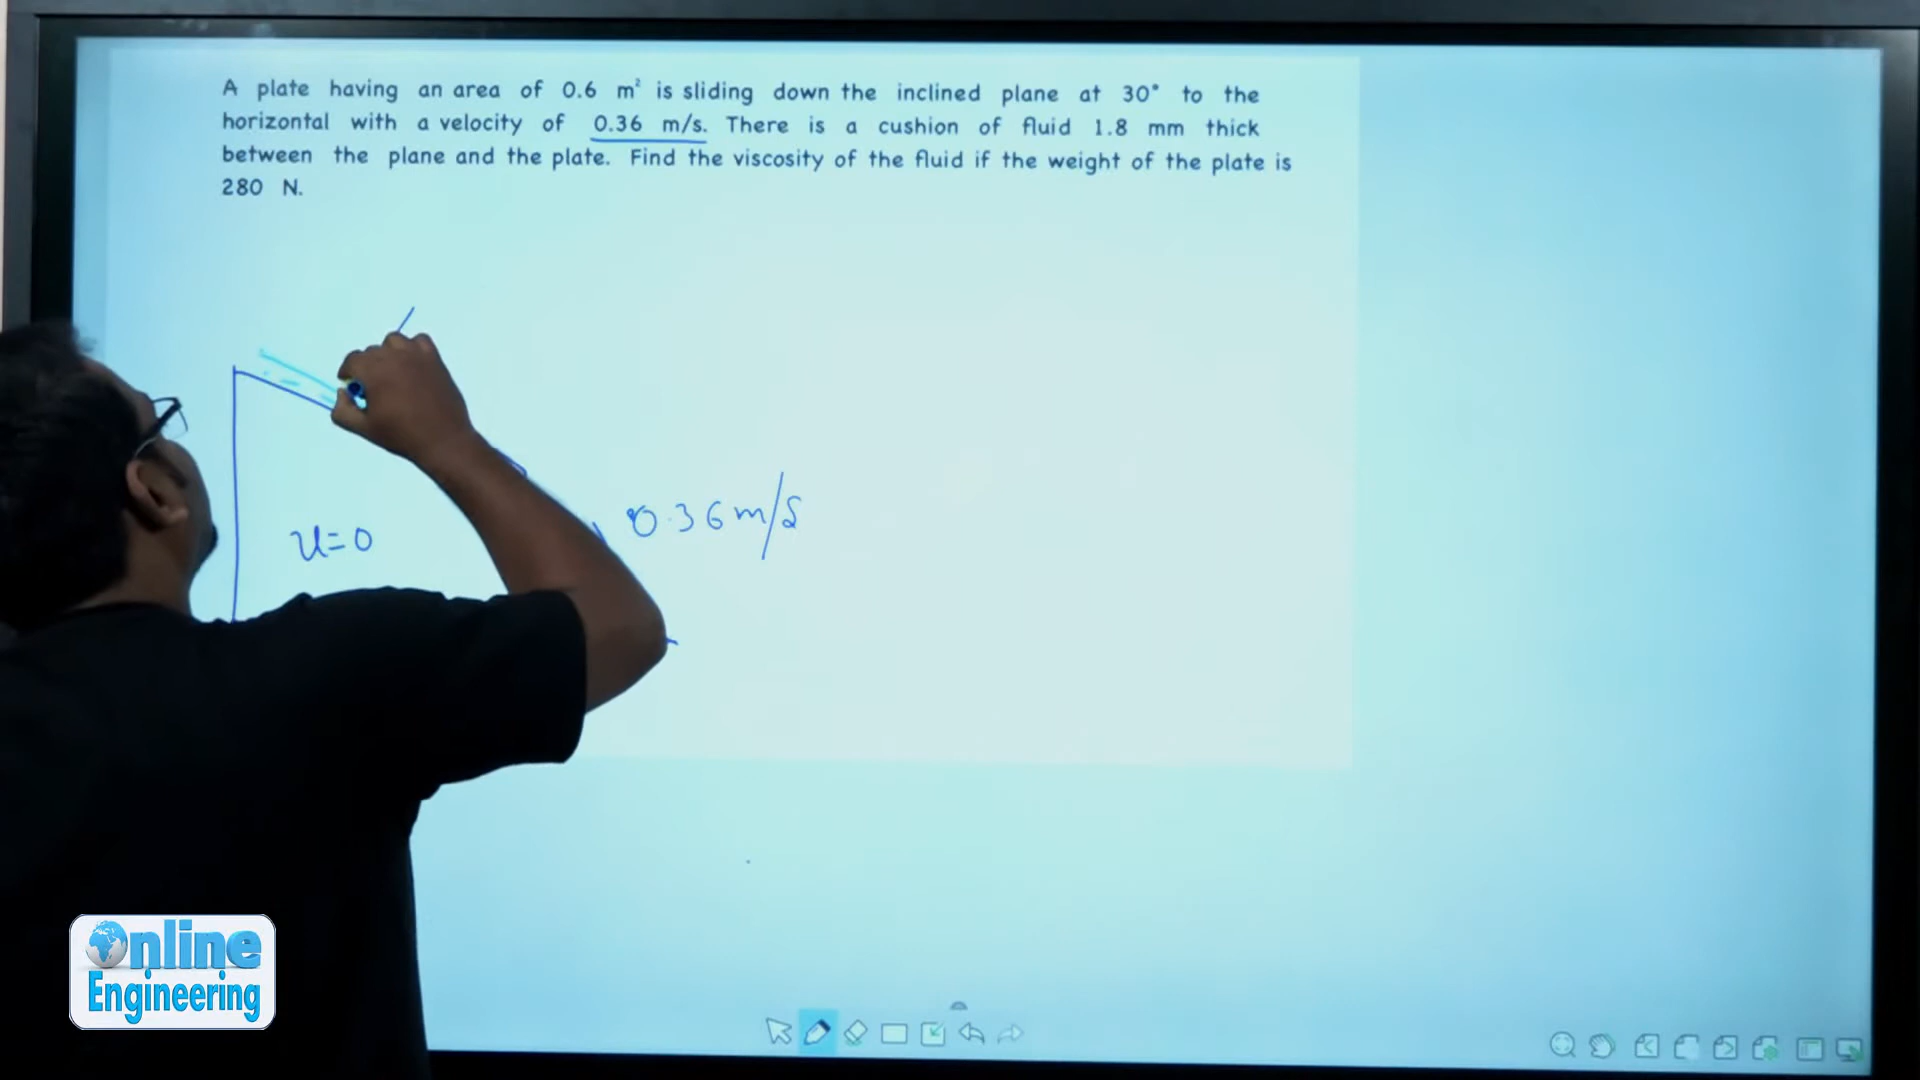 A plate having an area of 0.6 m² is sliding down the inclined plane at 30° to the
horizontal with a velocity of 0.36 m/s. There is a cushion of fluid 1.8 mm thick
between the plane and the plate. Find the viscosity of the fluid if the weight of the plate is
280 N.
0.36 m/s
u=0
Online
Engineering